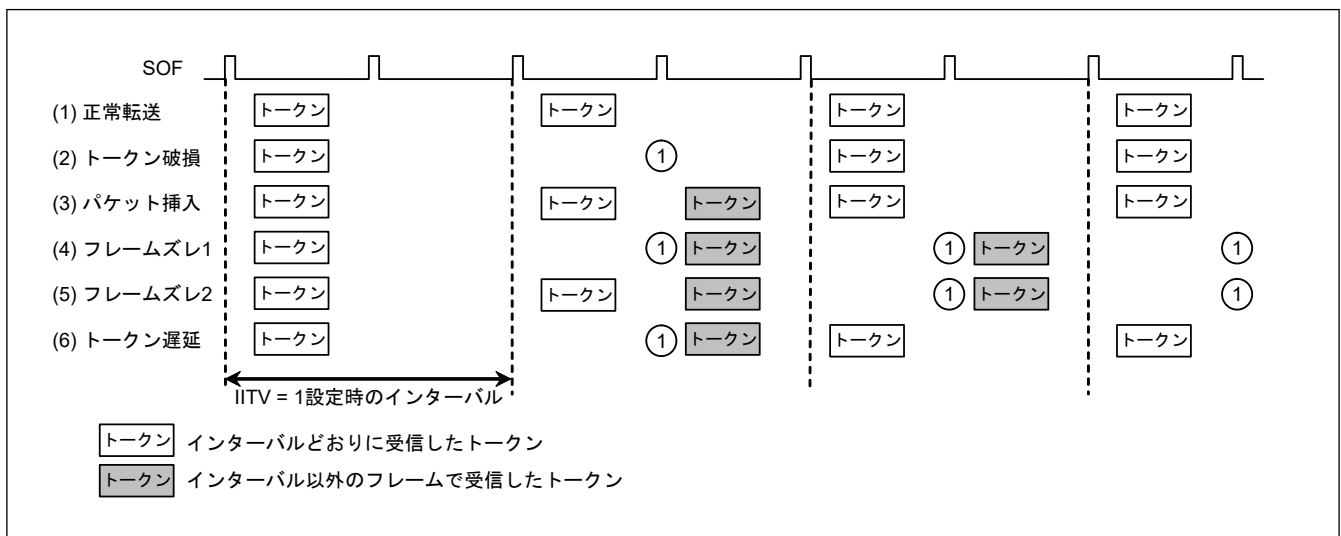 SOF
(1) 正常転送 トークン トークン トークン トークン
(2) トークン破損 トークン 1 トークン トークン
(3) パケット挿入 トークン トークン トークン トークン トークン
(4) フレームズレ1 トークン 1 トークン 1 トークン 1
(5) フレームズレ2 トークン トークン トークン 1 トークン 1
(6) トークン遅延 トークン 1 トークン トークン トークン
IITV = 1設定時のインターバル
トークン インターバルどおりに受信したトークン
トークン インターバル以外のフレームで受信したトークン